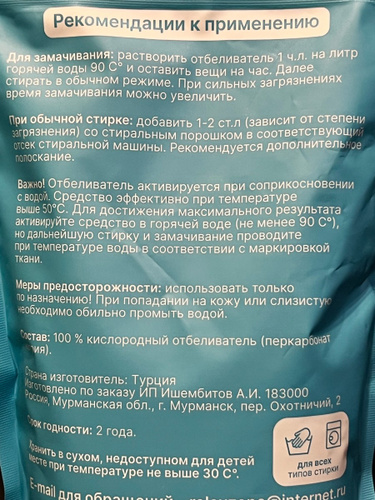 Рекомендации к применению
Для замачивания: растворить отбеливатель 1 ч.л. на литр
горячей воды 90 С° и оставить вещи на час. Далее
стирать в обычном режиме. При сильных загрязнениях
время замачивания можно увеличить.
При обычной стирке: добавить 1-2 ст.л (зависит от степени
загрязнения) со стиральным порошком в соответствующий
отсек стиральной машины. Рекомендуется дополнительное
полоскание.
Важно! Отбеливатель активируется при соприкосновении
с водой. Средство эффективно при температуре
выше 50°С. Для достижения максимального результата
активируйте средство в горячей воде (не менее 90 С°),
но дальнейшую стирку и замачивание проводите
при температуре воды в соответствии с маркировкой
ткани.
Меры предосторожности: использовать только
по назначению! При попадании на кожу или слизистую
необходимо обильно промыть водой.
Состав: 100 % кислородный отбеливатель (перкарбонат
Страна изготовитель: Турция
Изготовлено по заказу ИП Ишембитов А.И. 183000
Россия, Мурманская обл., г. Мурманск, пер. Охотничий, 2
Срок годности: 2 года.
Хранить в сухом, недоступном для детей
месте при температуре не выше 30 С°.
для всех
типов стирки
E-mail для обращений